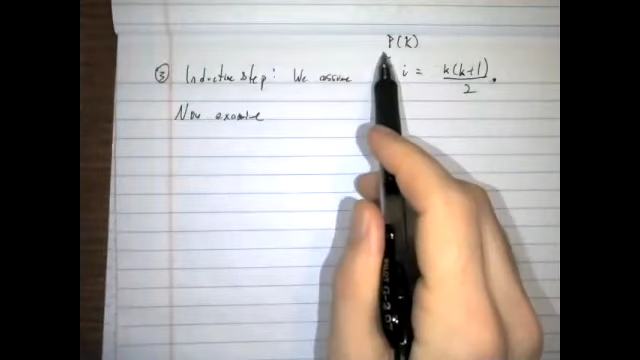 P(k)
③ Inductive Step: We assume i = k(k+1)/2.
Now examine